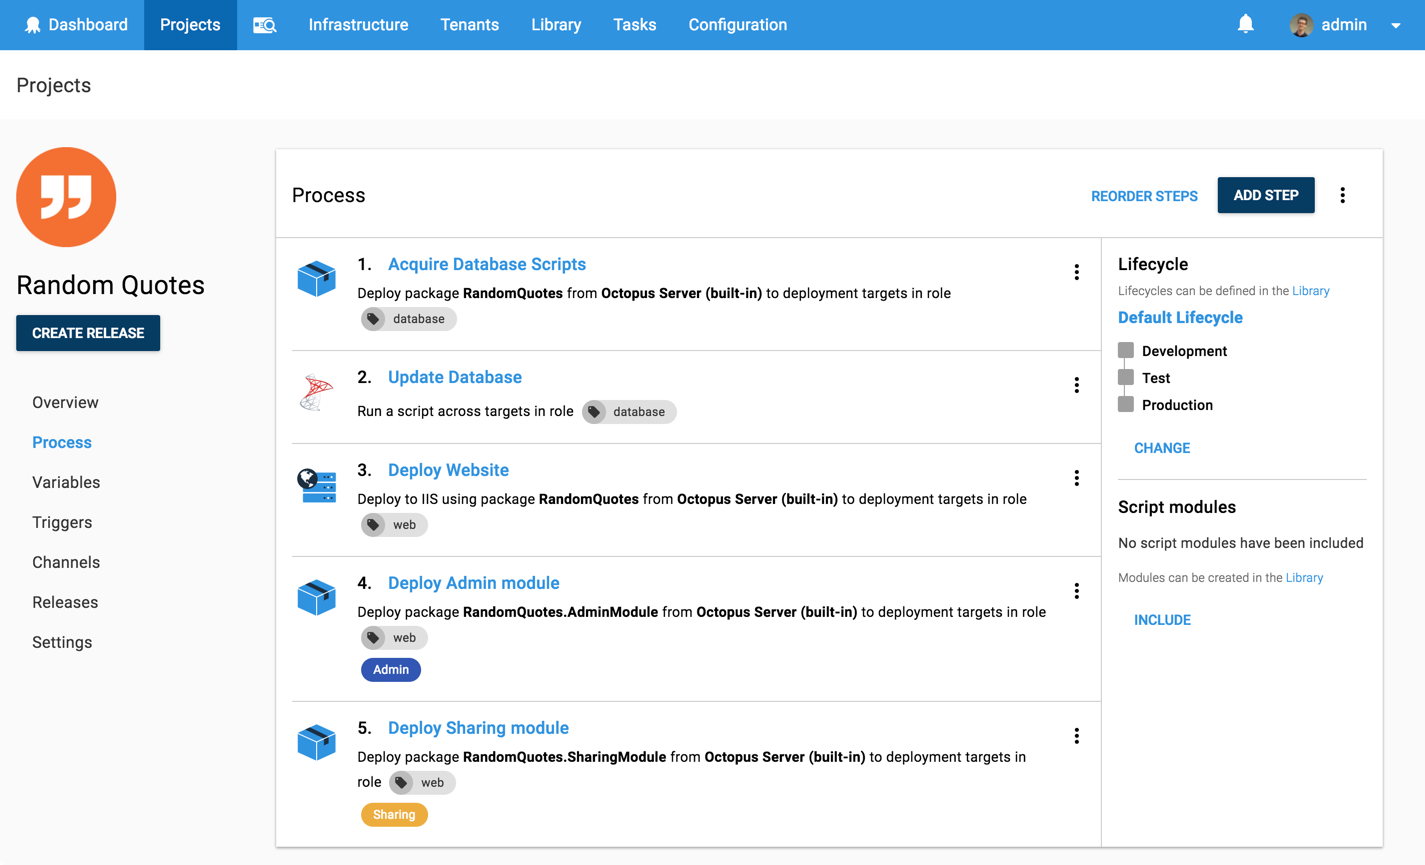 Dashboard Projects Infrastructure Tenants Library Tasks Configuration admin
Projects
Random Quotes
CREATE RELEASE
Overview
Process
Variables
Triggers
Channels
Releases
Settings
Process REORDER STEPS ADD STEP
1. Acquire Database Scripts
Deploy package RandomQuotes from Octopus Server (built-in) to deployment targets in role
database
2. Update Database
Run a script across targets in role database
3. Deploy Website
Deploy to IIS using package RandomQuotes from Octopus Server (built-in) to deployment targets in role
web
4. Deploy Admin module
Deploy package RandomQuotes.AdminModule from Octopus Server (built-in) to deployment targets in role
web
Admin
5. Deploy Sharing module
Deploy package RandomQuotes.SharingModule from Octopus Server (built-in) to deployment targets in
role web
Sharing
Lifecycle
Lifecycles can be defined in the Library
Default Lifecycle
Development
Test
Production
CHANGE
Script modules
No script modules have been included
Modules can be created in the Library
INCLUDE